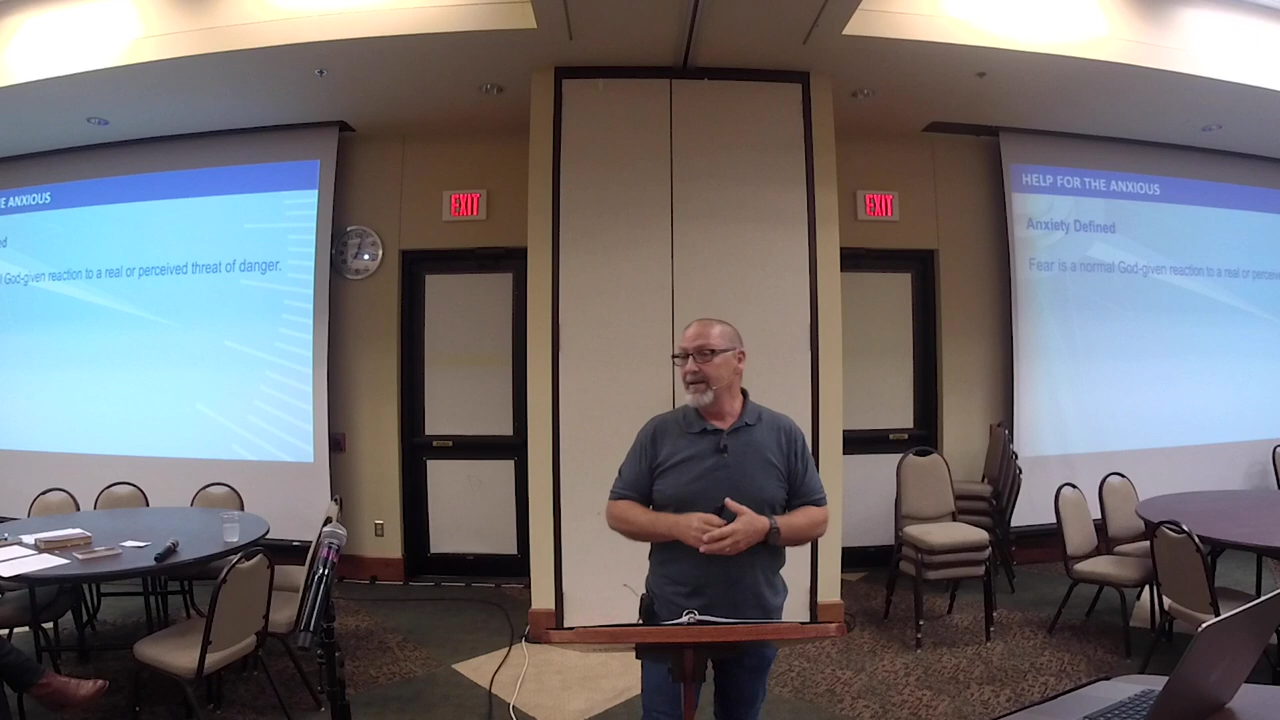 E ANXIOUS
ed
God-given reaction to a real or perceived threat of danger.
EXIT
EXIT
HELP FOR THE ANXIOUS
Anxiety Defined
Fear is a normal God-given reaction to a real or perceive